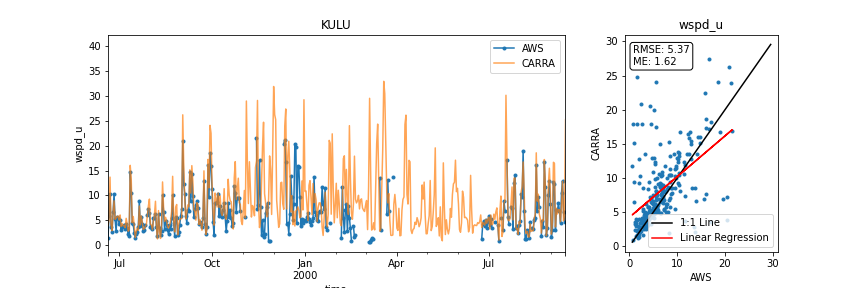 KULU
wspd_u
40
35
30
25
20
15
10
5
0
wspd_u
AWS
CARRA
Jul
Oct
Jan
2000
Apr
Jul
30
25
20
15
10
5
0
CARRA
RMSE: 5.37
ME: 1.62
1:1 Line
Linear Regression
0
10
20
30
AWS